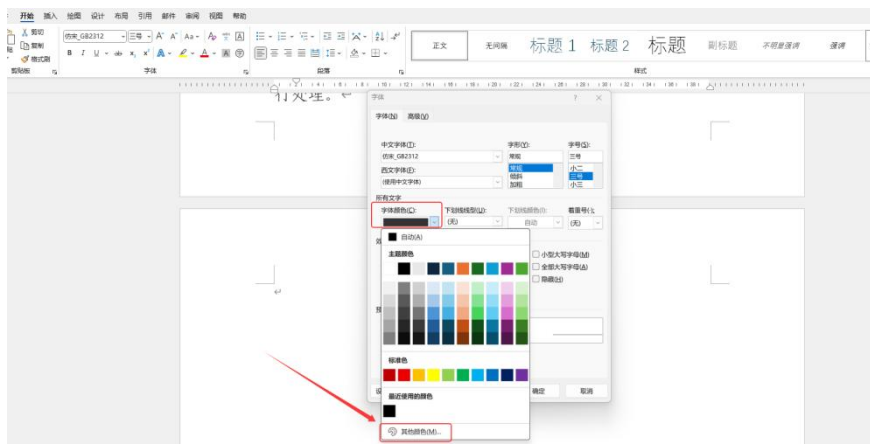 开始 插入 绘图 设计 布局 引用 邮件 审阅 视图 帮助
剪切
复制
格式刷
剪贴板
仿宋_GB2312 三号
B I U
字体
段落
正文 无间隔 标题 1 标题 2 标题 副标题 不明显强调 强调
样式
行处理。
字体 ? ×
字体(N) 高级(V)
中文字体(T): 字形(Y): 字号(S):
仿宋_GB2312 常规 三号
西文字体(F): 常规 小二
(使用中文字体) 倾斜 三号
加粗 小三
所有文字
字体颜色(C): 下划线线型(U): 下划线颜色(I): 着重号(
(无) 自动 (无)
自动(A)
主题颜色
小型大写字母(M)
全部大写字母(A)
隐藏(H)
标准色
最近使用的颜色
确定 取消
其他颜色(M)...